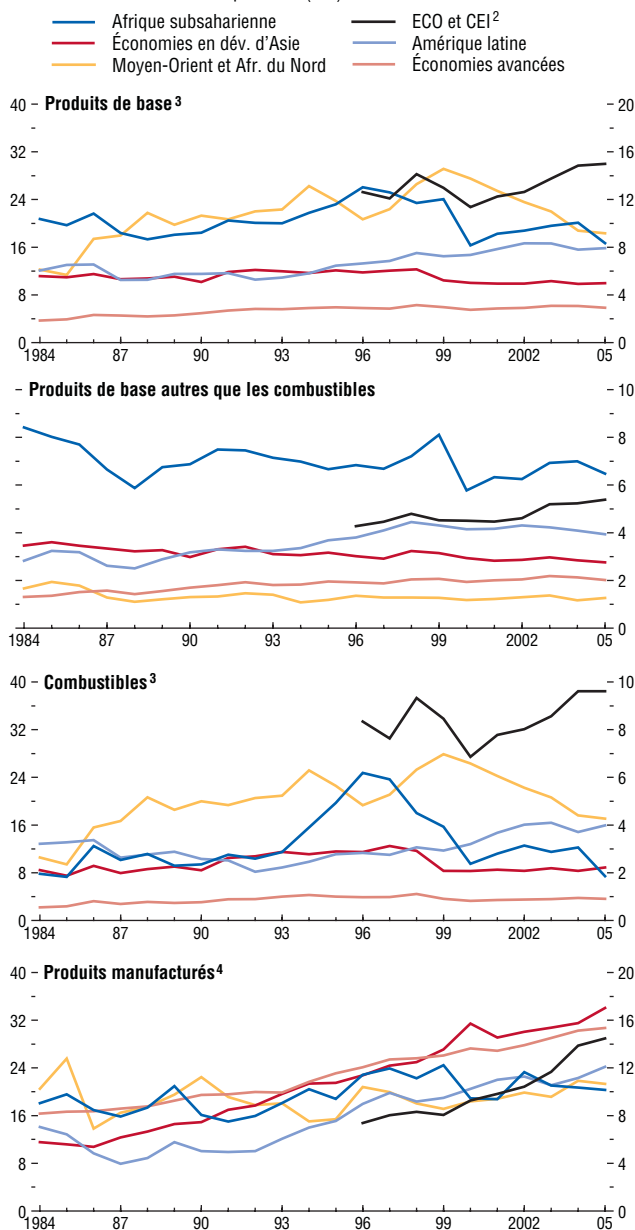 Afrique subsaharienne ECO et CEI²
Économies en dév. d'Asie Amérique latine
Moyen-Orient et Afr. du Nord Économies avancées
40 Produits de base³ 20
32 16
24 12
16 8
8 4
0 0
1984 87 90 93 96 99 2002 05
Produits de base autres que les combustibles 10
8
6
4
2
0
1984 87 90 93 96 99 2002 05
40 Combustibles³ 10
32 8
24 6
16 4
8 2
0 0
1984 87 90 93 96 99 2002 05
40 Produits manufacturés⁴ 20
32 16
24 12
16 8
8 4
0 0
1984 87 90 93 96 99 2002 05